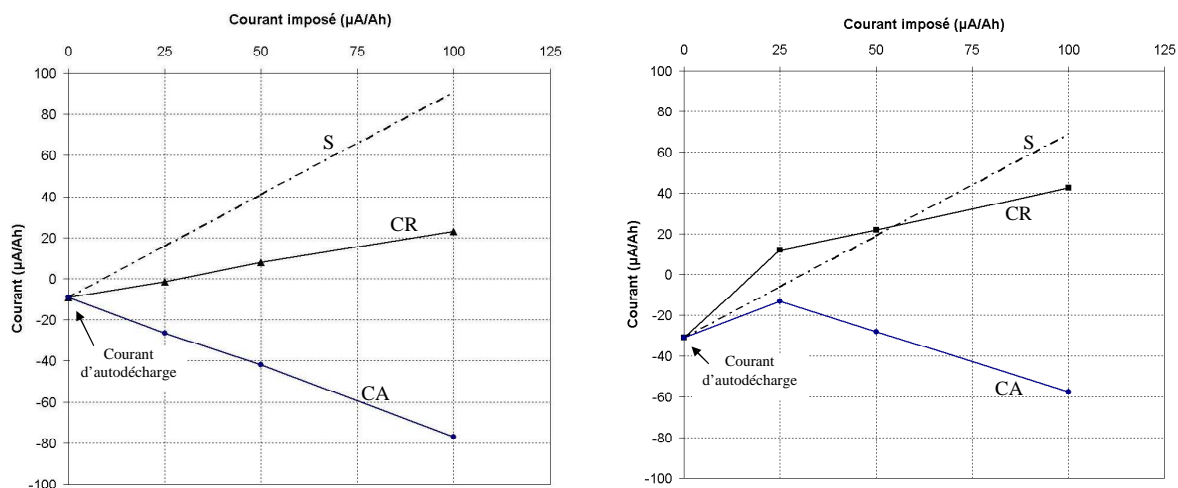 Courant imposé (µA/Ah)
0 25 50 75 100 125
100
80
60
40
20
0
-20
-40
-60
-80
-100
Courant (µA/Ah)
S
CR
CA
Courant
d’autodécharge
Courant imposé (µA/Ah)
0 25 50 75 100 125
100
80
60
40
20
0
-20
-40
-60
-80
-100
Courant (µA/Ah)
S
CR
CA
Courant
d’autodécharge